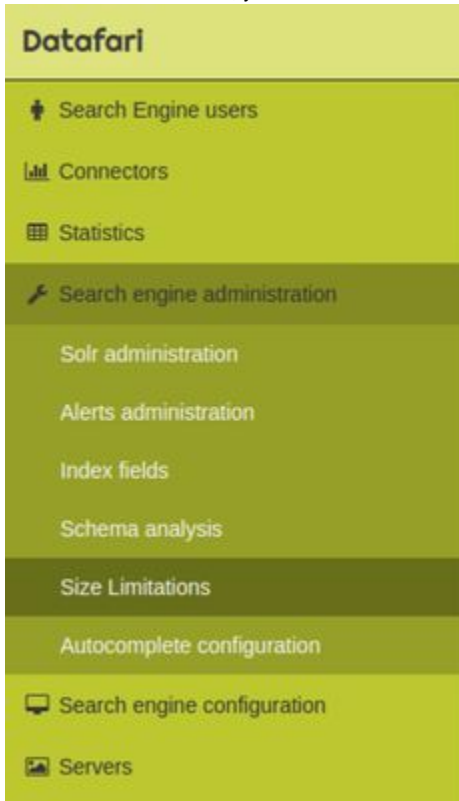 Datafari
Search Engine users
Connectors
Statistics
Search engine administration
Solr administration
Alerts administration
Index fields
Schema analysis
Size Limitations
Autocomplete configuration
Search engine configuration
Servers